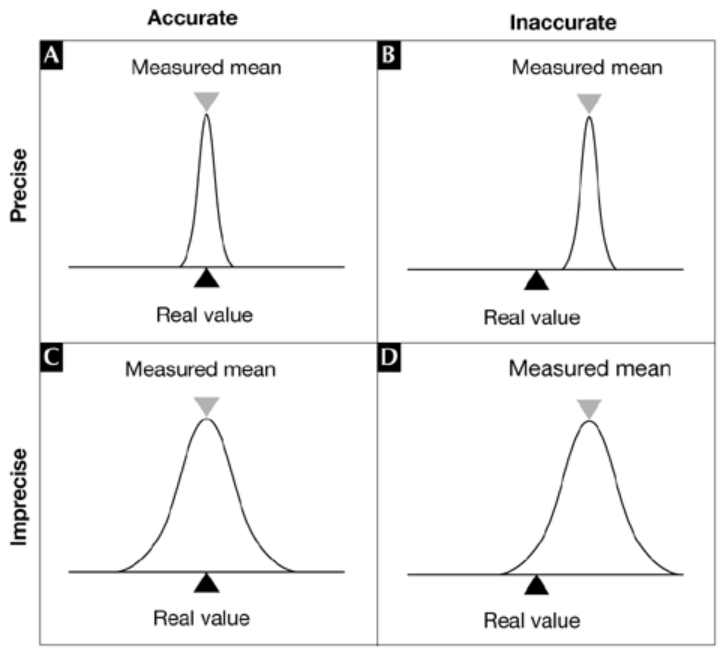 Accurate
Inaccurate
Precise
A
Measured mean
Real value
B
Measured mean
Real value
Imprecise
C
Measured mean
Real value
D
Measured mean
Real value